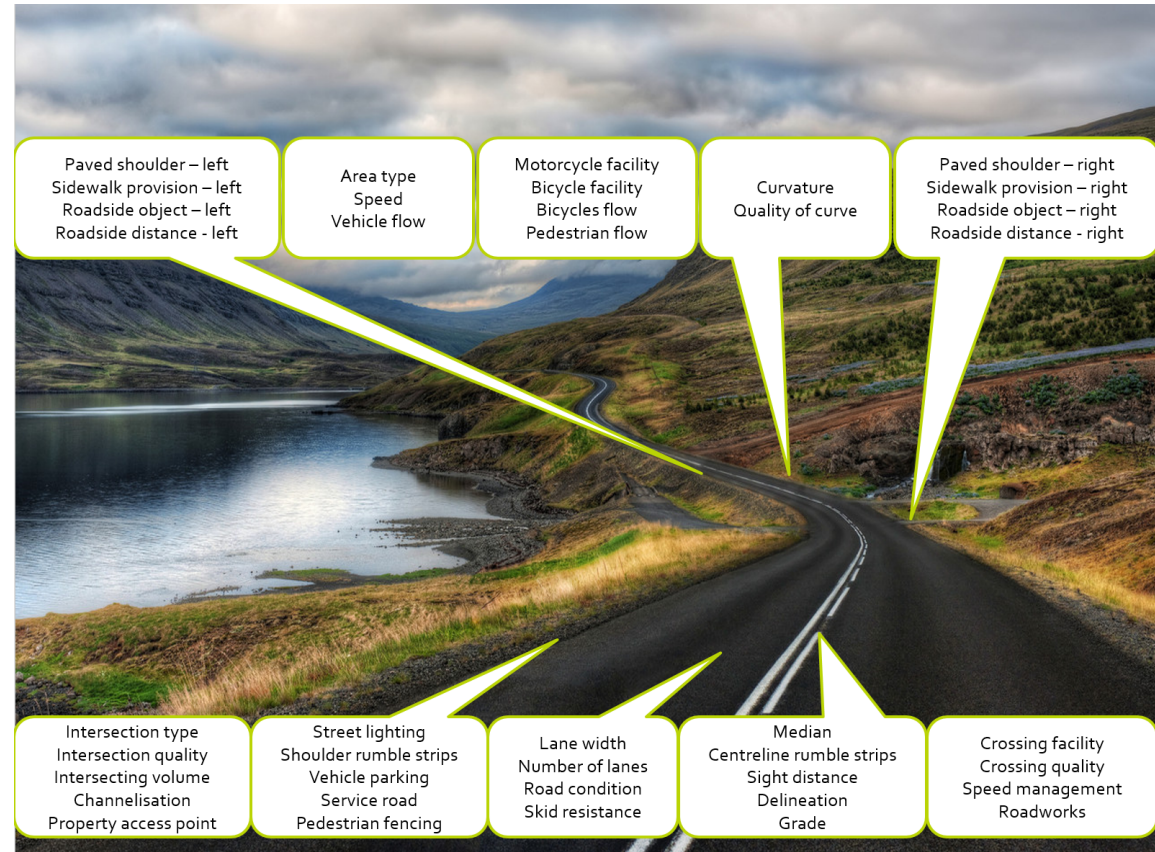 Paved shoulder – left
Sidewalk provision – left
Roadside object – left
Roadside distance - left
Area type
Speed
Vehicle flow
Motorcycle facility
Bicycle facility
Bicycles flow
Pedestrian flow
Curvature
Quality of curve
Paved shoulder – right
Sidewalk provision – right
Roadside object – right
Roadside distance - right
Intersection type
Intersection quality
Intersecting volume
Channelisation
Property access point
Street lighting
Shoulder rumble strips
Vehicle parking
Service road
Pedestrian fencing
Lane width
Number of lanes
Road condition
Skid resistance
Median
Centreline rumble strips
Sight distance
Delineation
Grade
Crossing facility
Crossing quality
Speed management
Roadworks